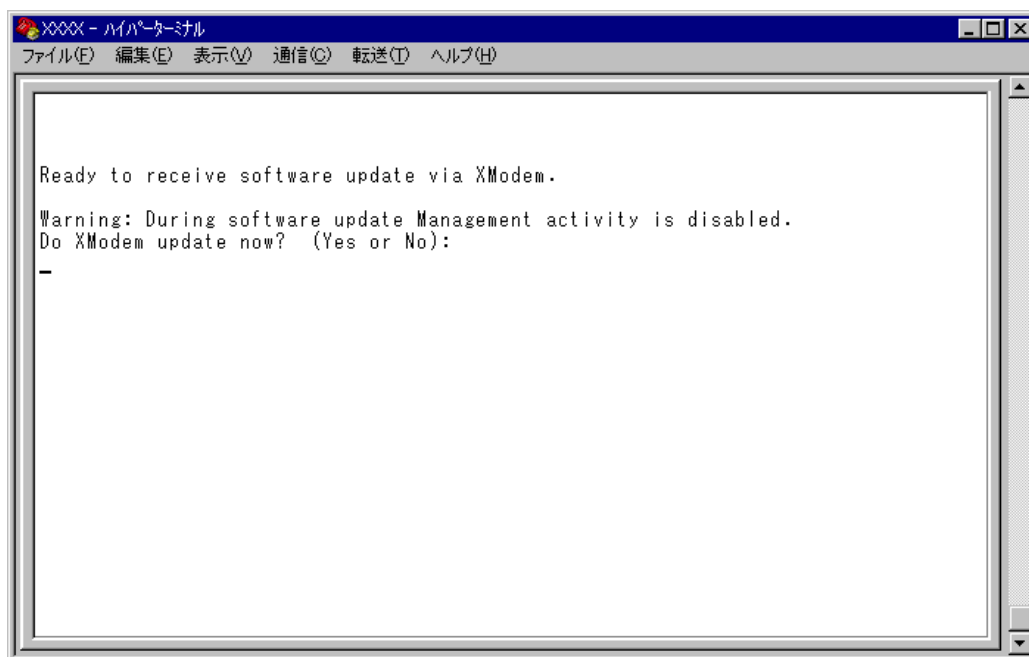 XXXX - ﾊｲﾊﾟｰﾀｰﾐﾅﾙ
ファイル(F) 編集(E) 表示(V) 通信(C) 転送(T) ヘルプ(H)
Ready to receive software update via XModem.
Warning: During software update Management activity is disabled.
Do XModem update now?  (Yes or No):